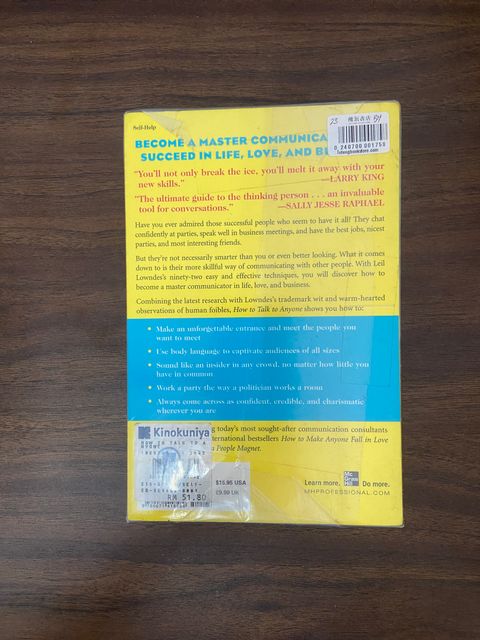 Self-Help
BECOME A MASTER COMMUNICA
SUCCEED IN LIFE, LOVE, AND B
23
0 240700 001750
"You'll not only break the ice, you'll melt it away with your
new skills."
—LARRY KING
"The ultimate guide to the thinking person . . . an invaluable
tool for conversations."
—SALLY JESSE RAPHAEL
Have you ever admired those successful people who seem to have it all? They chat
confidently at parties, speak well in business meetings, and have the best jobs, nicest
parties, and most interesting friends.
But they're not necessarily smarter than you or even better looking. What it comes
down to is their more skillful way of communicating with other people. With Leil
Lowndes's ninety-two easy and effective techniques, you will discover how to
become a master communicator in life, love, and business.
Combining the latest research with Lowndes's trademark wit and warm-hearted
observations of human foibles, How to Talk to Anyone shows you how to:
• Make an unforgettable entrance and meet the people you
want to meet
• Use body language to captivate audiences of all sizes
• Sound like an insider in any crowd, no matter how little you
have in common
• Work a party the way a politician works a room
• Always come across as confident, credible, and charismatic
wherever you are
g today's most sought-after communication consultants
ternational bestsellers How to Make Anyone Fall in Love
a People Magnet.
Kinokuniya
HOW TO TALK TO A
RM 51.80
$16.95 USA
£9.99 UK
Learn more.
Mc
Graw
Hill
Do more.
MHPROFESSIONAL.COM